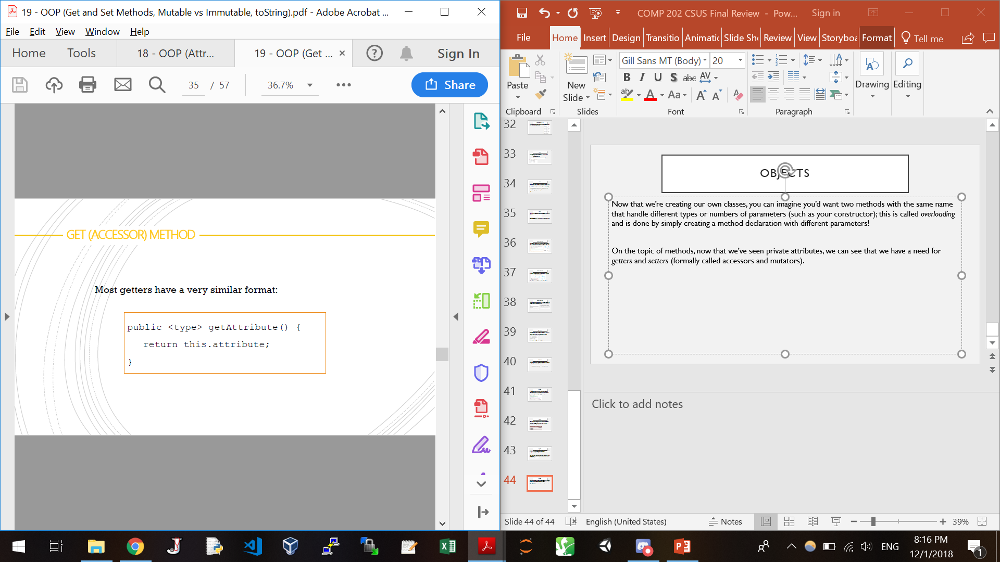 19 - OOP (Get and Set Methods, Mutable vs Immutable, toString).pdf - Adobe Acrobat ...
File Edit View Window Help
Home Tools 18 - OOP (Attr... 19 - OOP (Get ... × ? Sign In
35 / 57 36.7% Share
GET (ACCESSOR) METHOD
Most getters have a very similar format:
public <type> getAttribute() {
return this.attribute;
}
COMP 202 CSUS Final Review - Pow... Sign in
File Home Insert Design Transitio Animatic Slide Sh Review View Storyboa Format Tell me
Gill Sans MT (Body) 20
B I U S abc AV
Aa A A
Paste New Slide Drawing Editing
Clipboard Slides Font Paragraph
32
33
34
35
36
37
38
39
40
41
42
43
44
OBJECTS
Now that we're creating our own classes, you can imagine you'd want two methods with the same name
that handle different types or numbers of parameters (such as your constructor); this is called overloading
and is done by simply creating a method declaration with different parameters!
On the topic of methods, now that we've seen private attributes, we can see that we have a need for
getters and setters (formally called accessors and mutators).
Click to add notes
Slide 44 of 44 English (United States) Notes 39%
ENG 8:16 PM
12/1/2018
1